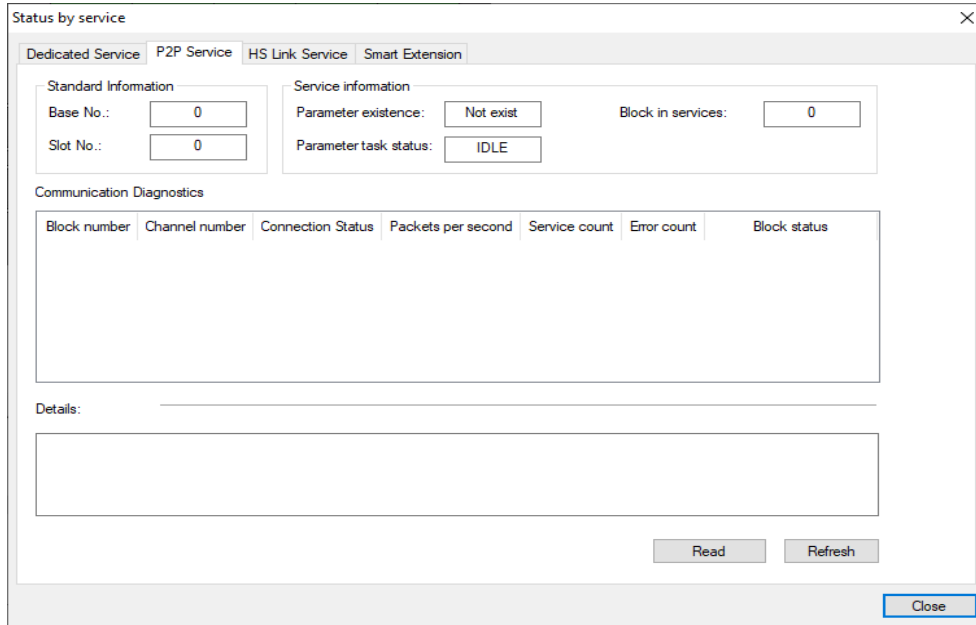 Status by service
Dedicated Service P2P Service HS Link Service Smart Extension
Standard Information Service information
Base No.: 0 Parameter existence: Not exist Block in services: 0
Slot No.: 0 Parameter task status: IDLE
Communication Diagnostics
Block number Channel number Connection Status Packets per second Service count Error count Block status
Details:
Read Refresh
Close